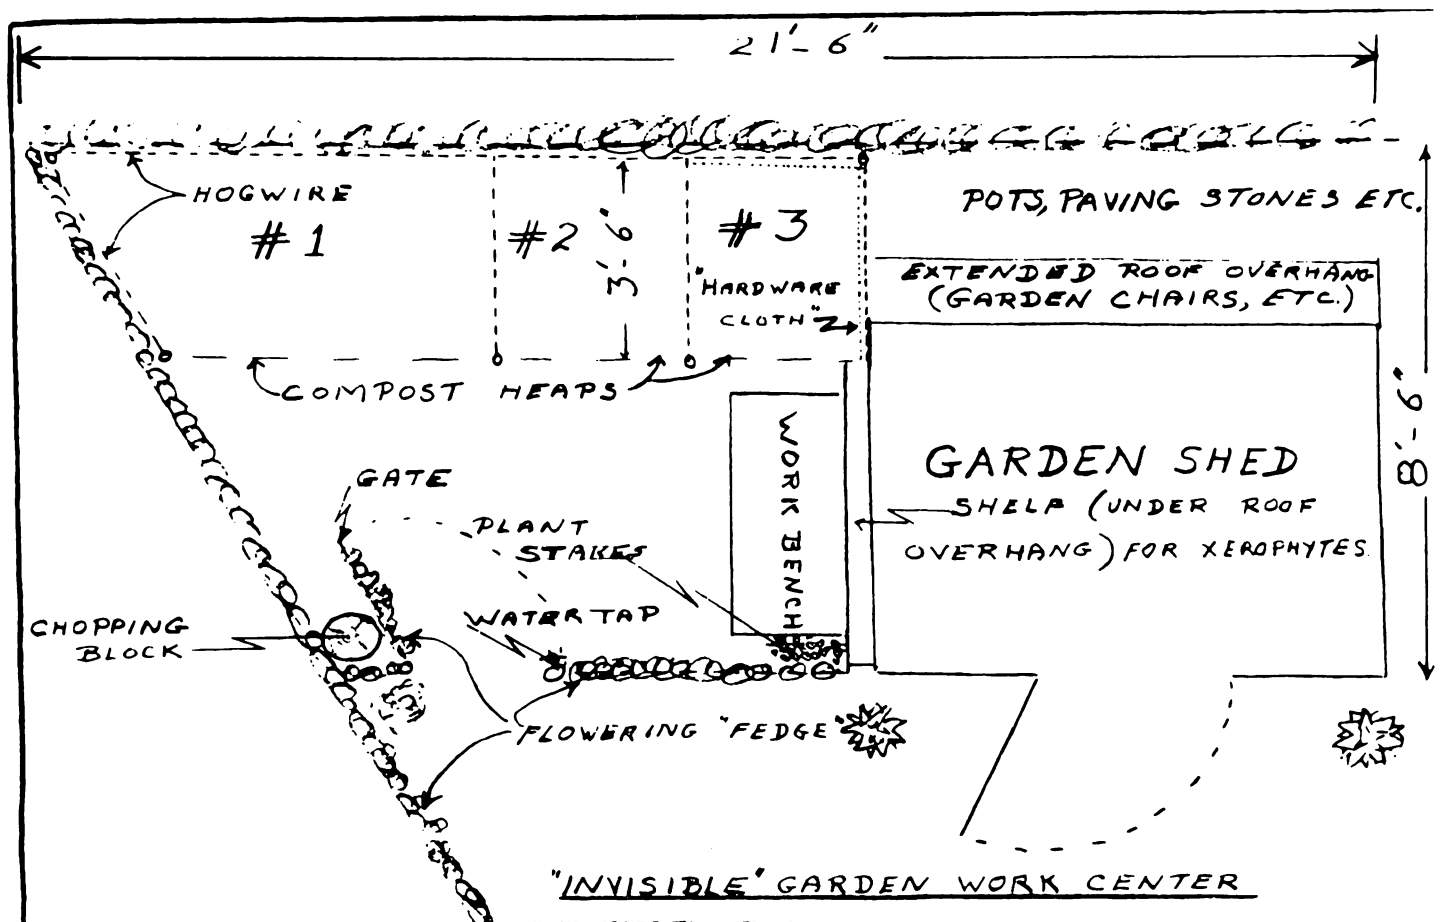 21'-6"
HOGWIRE
POTS, PAVING STONES ETC.
#1
#2
3'-6"
#3
EXTENDED ROOF OVERHANG
(GARDEN CHAIRS, ETC.)
"HARDWARE
CLOTH"
COMPOST HEAPS
8'-9"
WORK BENCH
GARDEN SHED
SHELF (UNDER ROOF
OVERHANG) FOR XEROPHYTES.
GATE
PLANT
STAKES
WATER TAP
CHOPPING
BLOCK
FLOWERING "FEDGE"
"INVISIBLE" GARDEN WORK CENTER